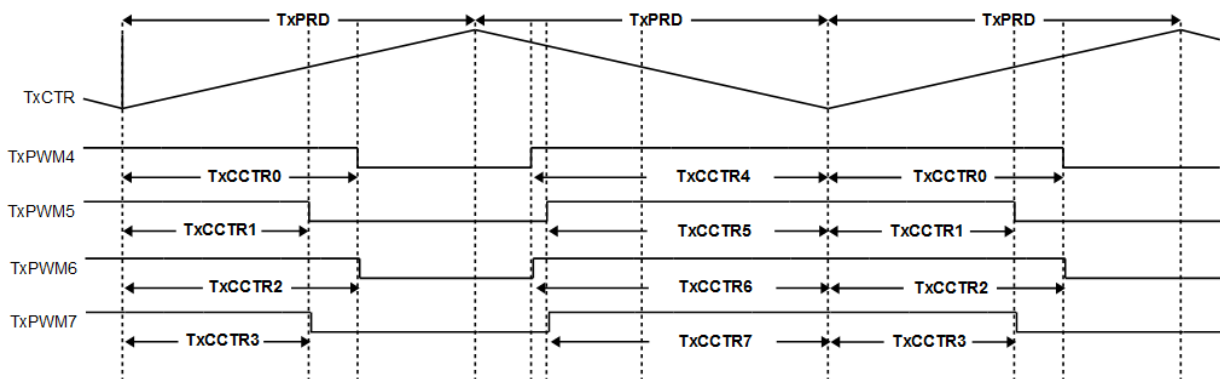 TxPRD TxPRD TxPRD
TxCTR
TxPWM4
TxCCTR0 TxCCTR4 TxCCTR0
TxPWM5
TxCCTR1 TxCCTR5 TxCCTR1
TxPWM6
TxCCTR2 TxCCTR6 TxCCTR2
TxPWM7
TxCCTR3 TxCCTR7 TxCCTR3